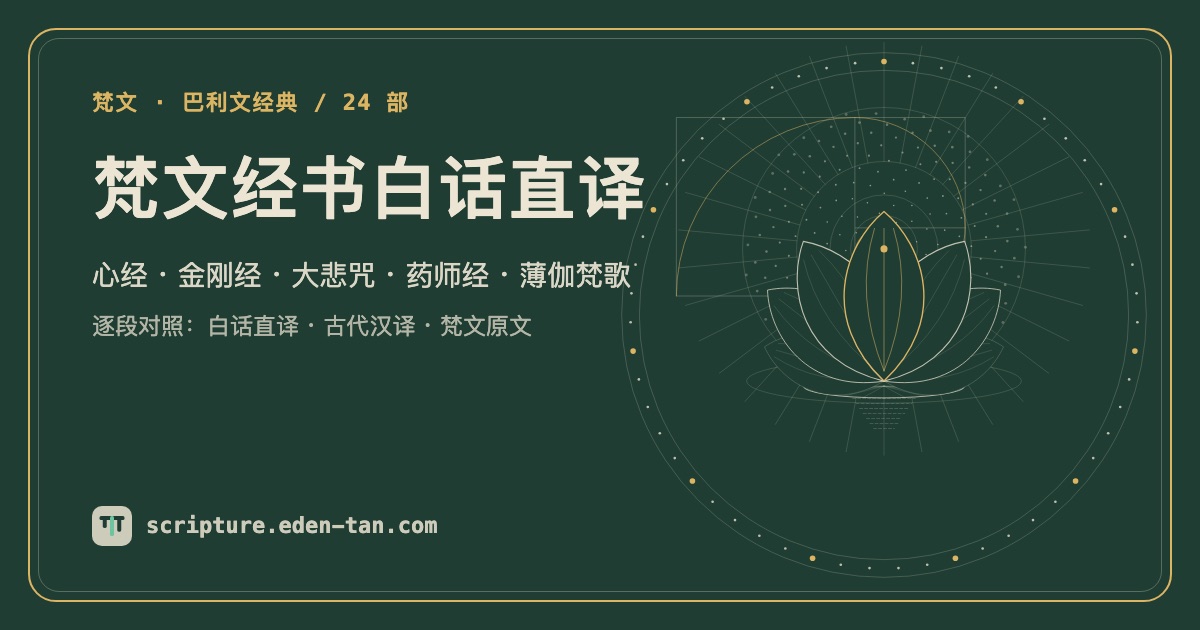 梵文 · 巴利文经典 / 24 部
梵文经书白话直译
心经 · 金刚经 · 大悲咒 · 药师经 · 薄伽梵歌
逐段对照：白话直译 · 古代汉译 · 梵文原文
scripture.eden-tan.com